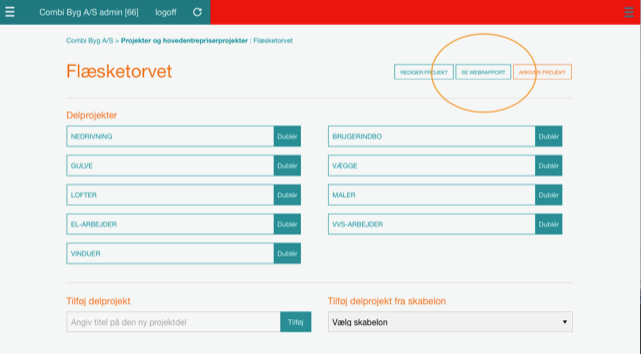 Combi Byg A/S admin [66] logoff
Combi Byg A/S > Projekter og hovedentrepriserprojekter : Flæsketorvet
Flæsketorvet
REDIGER PROJEKT SE WEBRAPPORT ARKIVER PROJEKT
Delprojekter
NEDRIVNING Dublér BRUGERINDBO Dublér
GULVE Dublér VÆGGE Dublér
LOFTER Dublér MALER Dublér
EL-ARBEJDER Dublér VVS-ARBEJDER Dublér
VINDUER Dublér
Tilføj delprojekt Tilføj delprojekt fra skabelon
Angiv titel på den ny projektdel Tilføj Vælg skabelon